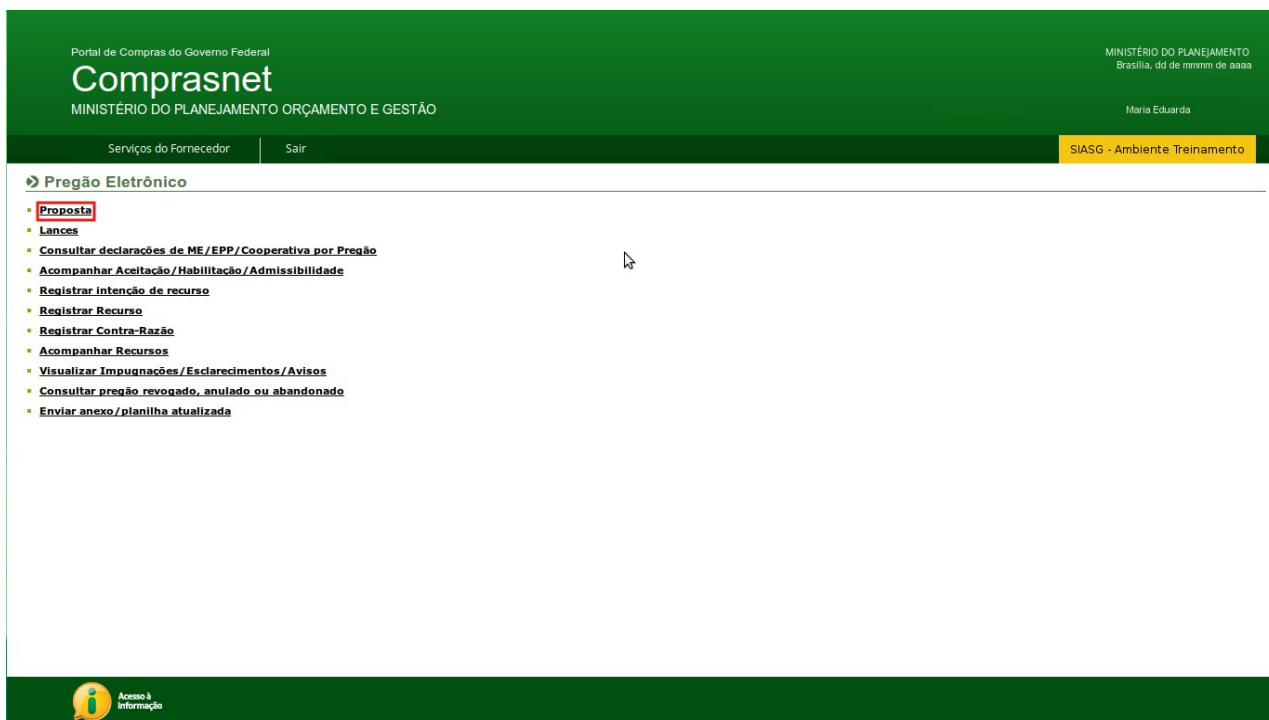 Portal de Compras do Governo Federal
Comprasnet
MINISTÉRIO DO PLANEJAMENTO ORÇAMENTO E GESTÃO
MINISTÉRIO DO PLANEJAMENTO
Brasília, dd de mmmm de aaaa
Maria Eduarda
Serviços do Fornecedor
Sair
SIASG - Ambiente Treinamento
Pregão Eletrônico
Proposta
Lances
Consultar declarações de ME/EPP/Cooperativa por Pregão
Acompanhar Aceitação/Habilitação/Admissibilidade
Registrar intenção de recurso
Registrar Recurso
Registrar Contra-Razão
Acompanhar Recursos
Visualizar Impugnações/Esclarecimentos/Avisos
Consultar pregão revogado, anulado ou abandonado
Enviar anexo/planilha atualizada
Acesso à
Informação